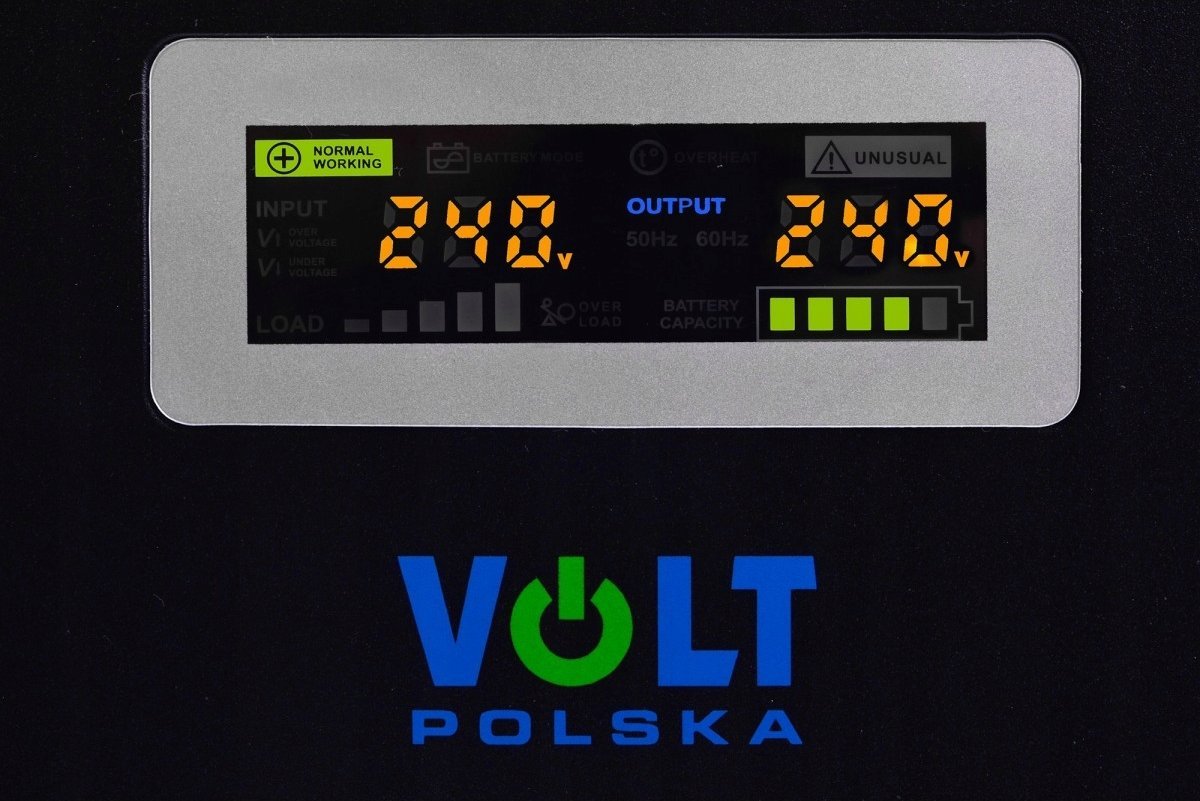 NORMAL WORKING
BATTERY MODE
t°
OVERHEAT
UNUSUAL
INPUT
V↑ OVER VOLTAGE
V↓ UNDER VOLTAGE
240V
OUTPUT
50Hz 60Hz
240V
LOAD
OVER LOAD
BATTERY CAPACITY
VOLT
POLSKA